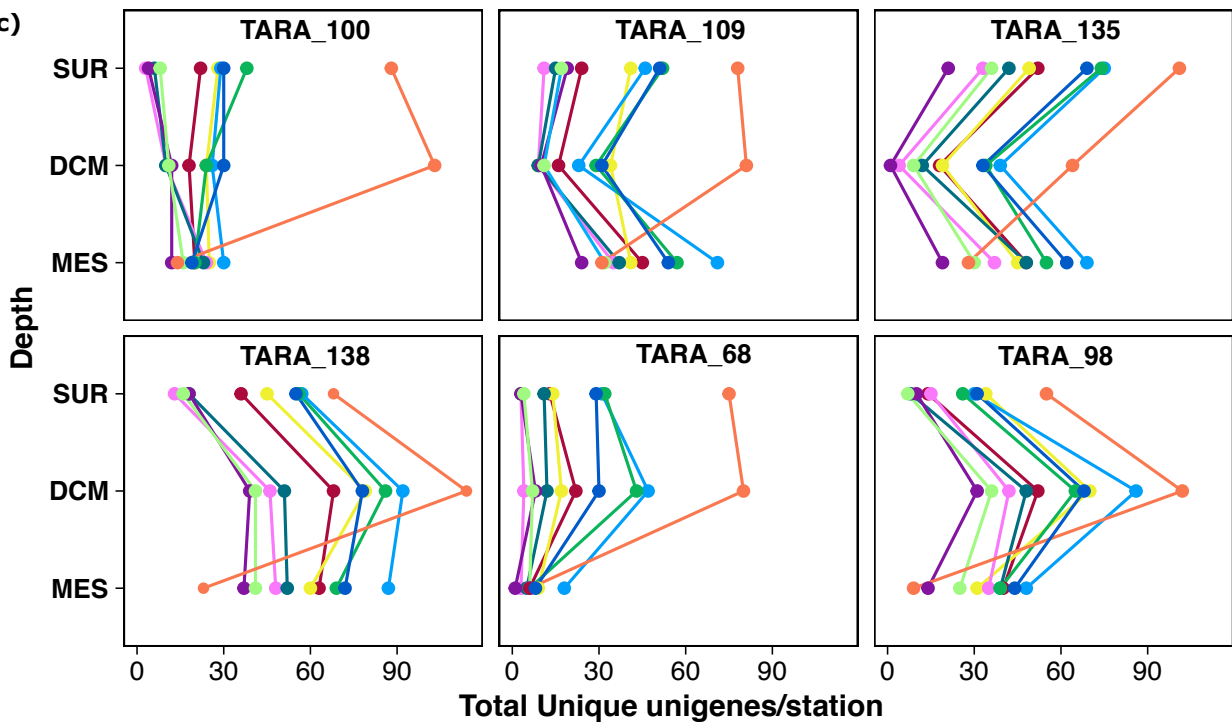 c)
TARA_100 TARA_109 TARA_135
SUR
DCM
MES
Depth
TARA_138 TARA_68 TARA_98
SUR
DCM
MES
0 30 60 90 0 30 60 90 0 30 60 90
Total Unique unigenes/station